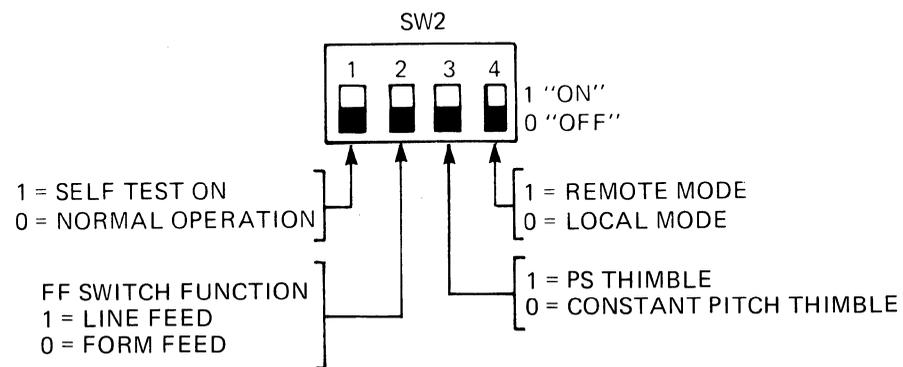 SW2
1 2 3 4
1 "ON"
0 "OFF"
1 = SELF TEST ON
0 = NORMAL OPERATION
1 = REMOTE MODE
0 = LOCAL MODE
FF SWITCH FUNCTION
1 = LINE FEED
0 = FORM FEED
1 = PS THIMBLE
0 = CONSTANT PITCH THIMBLE